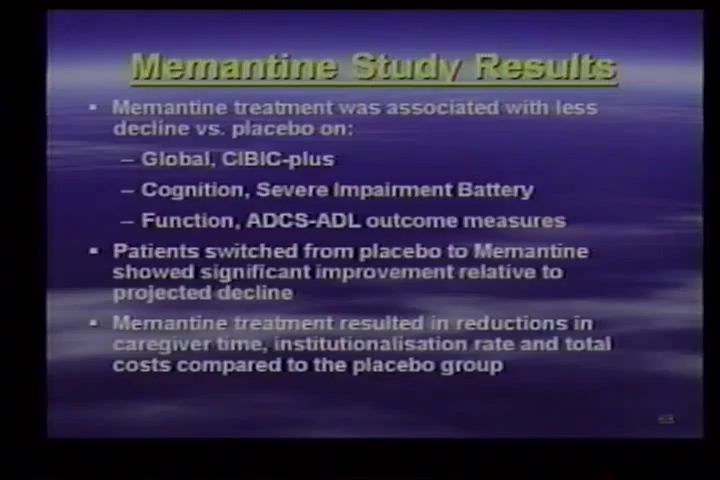 Memantine Study Results
▪ Memantine treatment was associated with less
decline vs. placebo on:
– Global, CIBIC-plus
– Cognition, Severe Impairment Battery
– Function, ADCS-ADL outcome measures
▪ Patients switched from placebo to Memantine
showed significant improvement relative to
projected decline
▪ Memantine treatment resulted in reductions in
caregiver time, institutionalisation rate and total
costs compared to the placebo group